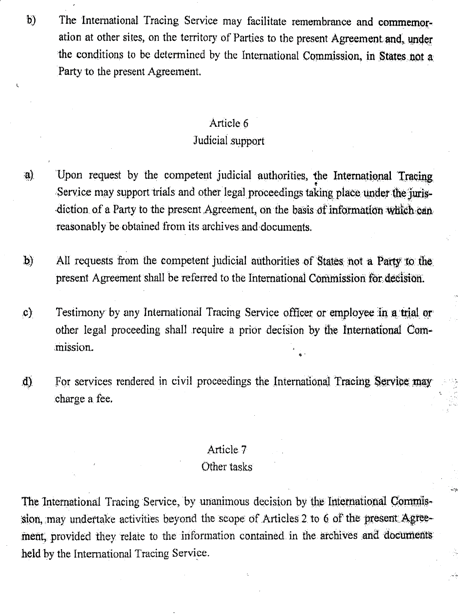 b) The International Tracing Service may facilitate remembrance and commemor-
ation at other sites, on the territory of Parties to the present Agreement and, under
the conditions to be determined by the International Commission, in States not a
Party to the present Agreement.
Article 6
Judicial support
a) Upon request by the competent judicial authorities, the International Tracing
Service may support trials and other legal proceedings taking place under the juris-
diction of a Party to the present Agreement, on the basis of information which can
reasonably be obtained from its archives and documents.
b) All requests from the competent judicial authorities of States not a Party to the
present Agreement shall be referred to the International Commission for decision.
c) Testimony by any International Tracing Service officer or employee in a trial or
other legal proceeding shall require a prior decision by the International Com-
mission.
d) For services rendered in civil proceedings the International Tracing Service may
charge a fee.
Article 7
Other tasks
The International Tracing Service, by unanimous decision by the International Commis-
sion, may undertake activities beyond the scope of Articles 2 to 6 of the present Agree-
ment, provided they relate to the information contained in the archives and documents
held by the International Tracing Service.